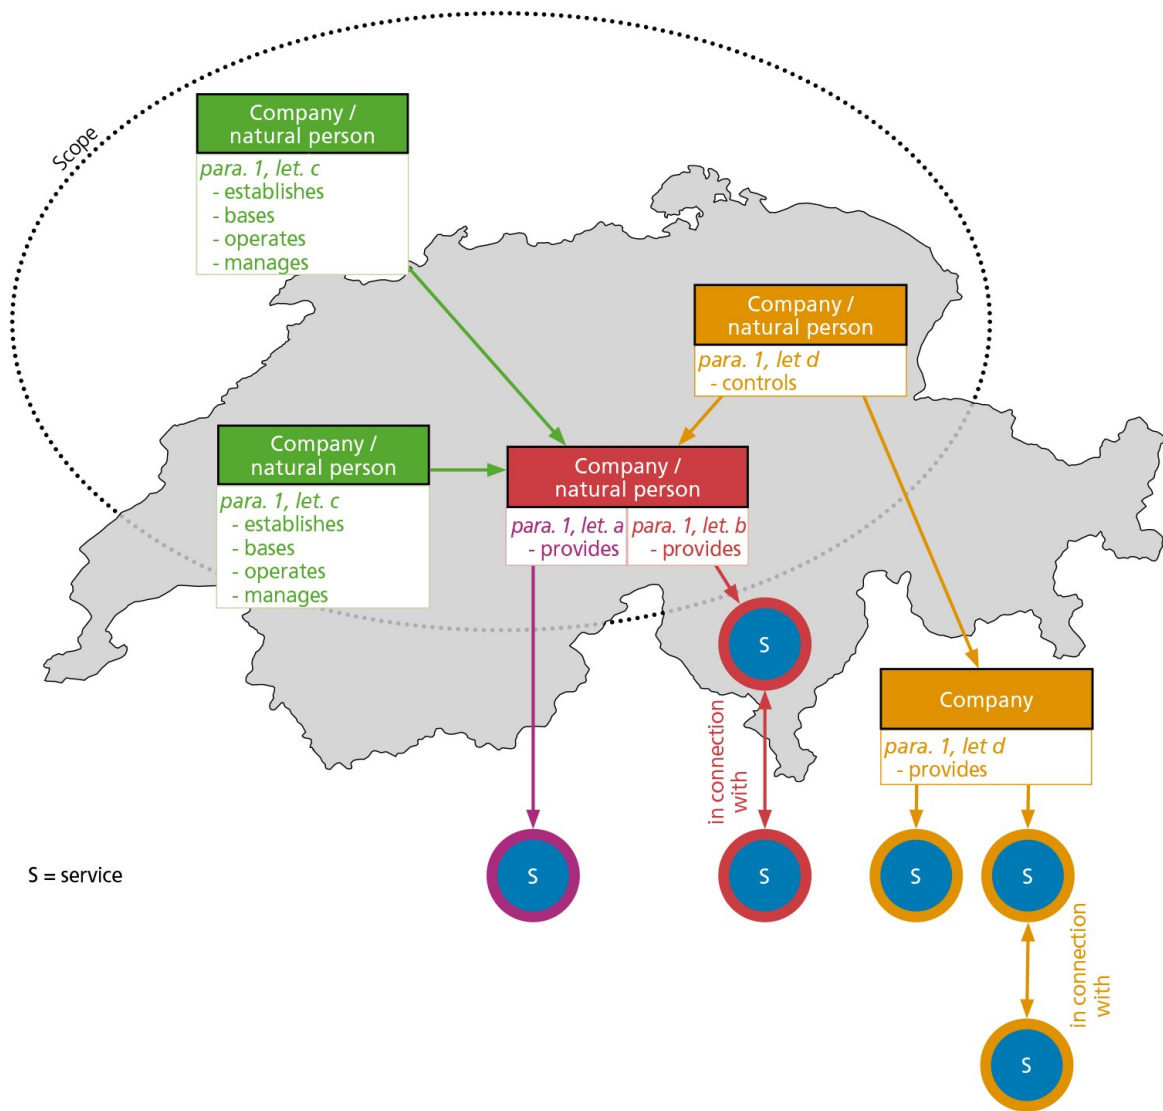 Scope
Company /
natural person
para. 1, let. c
- establishes
- bases
- operates
- manages
Company /
natural person
para. 1, let d
- controls
Company /
natural person
para. 1, let. c
- establishes
- bases
- operates
- manages
Company /
natural person
para. 1, let. a
- provides
para. 1, let. b
- provides
S
in connection
with
Company
para. 1, let d
- provides
S = service
S
S
S
S
in connection
with
S